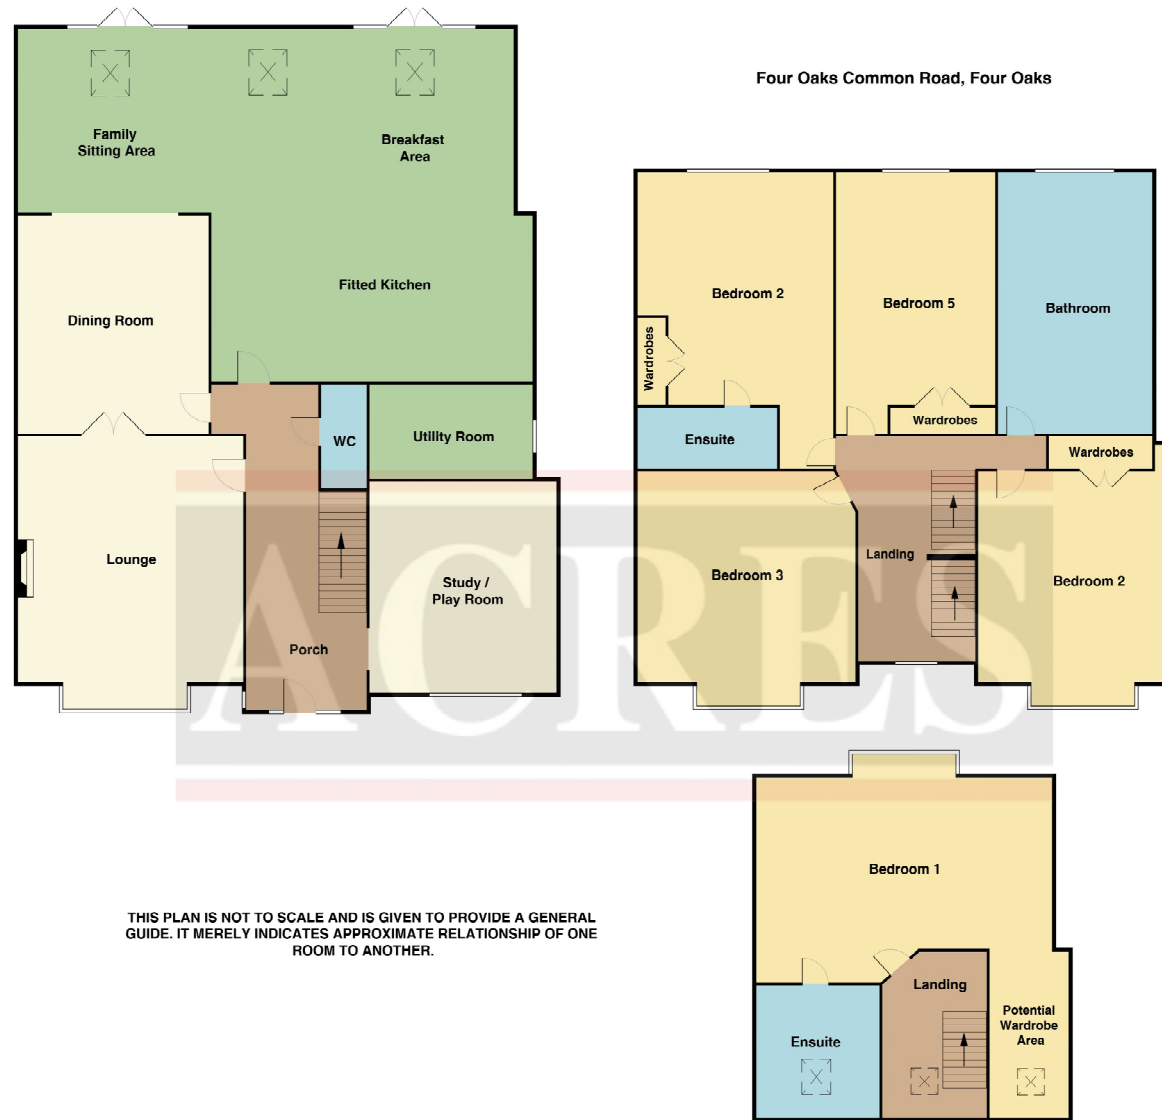 Four Oaks Common Road, Four Oaks
Family
Sitting Area
Breakfast
Area
Fitted Kitchen
Dining Room
WC
Utility Room
Lounge
Study /
Play Room
Porch
Bedroom 2
Bedroom 5
Bathroom
Wardrobes
Wardrobes
Ensuite
Wardrobes
Landing
Bedroom 3
Bedroom 2
ACRES
Bedroom 1
Landing
Potential
Wardrobe
Area
Ensuite
THIS PLAN IS NOT TO SCALE AND IS GIVEN TO PROVIDE A GENERAL
GUIDE. IT MERELY INDICATES APPROXIMATE RELATIONSHIP OF ONE
ROOM TO ANOTHER.